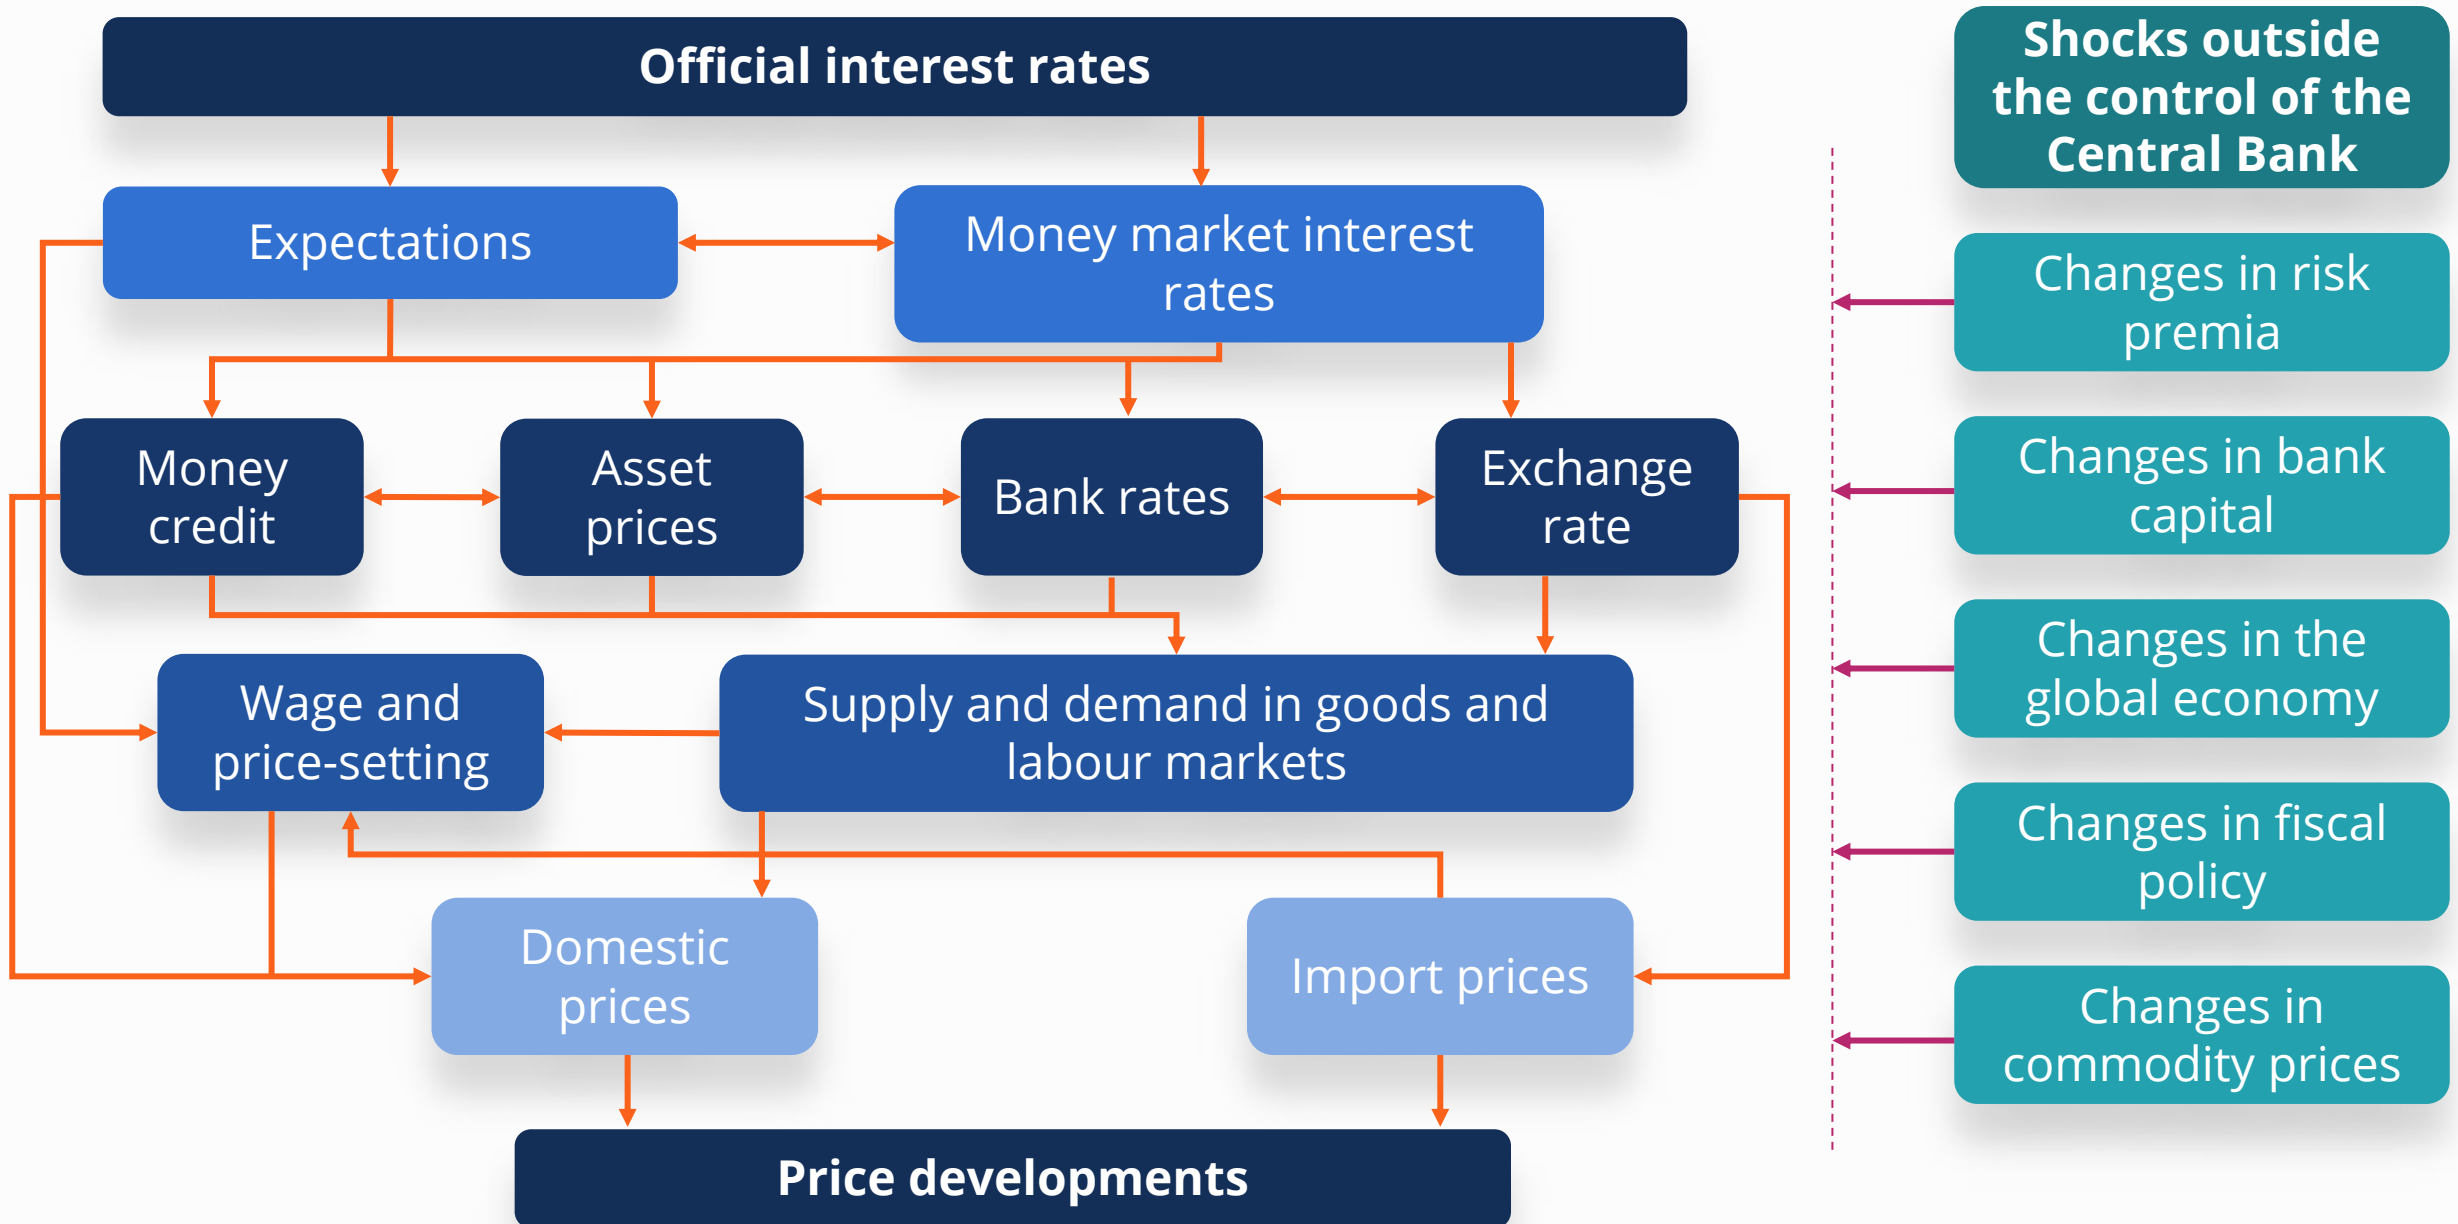 Official interest rates
Expectations
Money market interest
rates
Money
credit
Asset
prices
Bank rates
Exchange
rate
Wage and
price-setting
Supply and demand in goods and
labour markets
Domestic
prices
Import prices
Price developments
Shocks outside
the control of the
Central Bank
Changes in risk
premia
Changes in bank
capital
Changes in the
global economy
Changes in fiscal
policy
Changes in
commodity prices